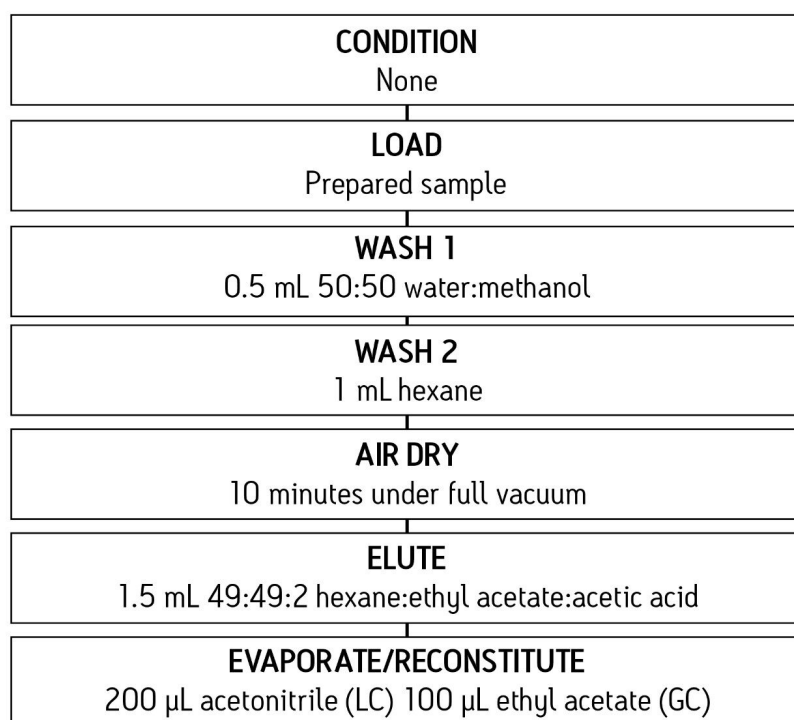 CONDITION
None
LOAD
Prepared sample
WASH 1
0.5 mL 50:50 water:methanol
WASH 2
1 mL hexane
AIR DRY
10 minutes under full vacuum
ELUTE
1.5 mL 49:49:2 hexane:ethyl acetate:acetic acid
EVAPORATE/RECONSTITUTE
200 µL acetonitrile (LC) 100 µL ethyl acetate (GC)